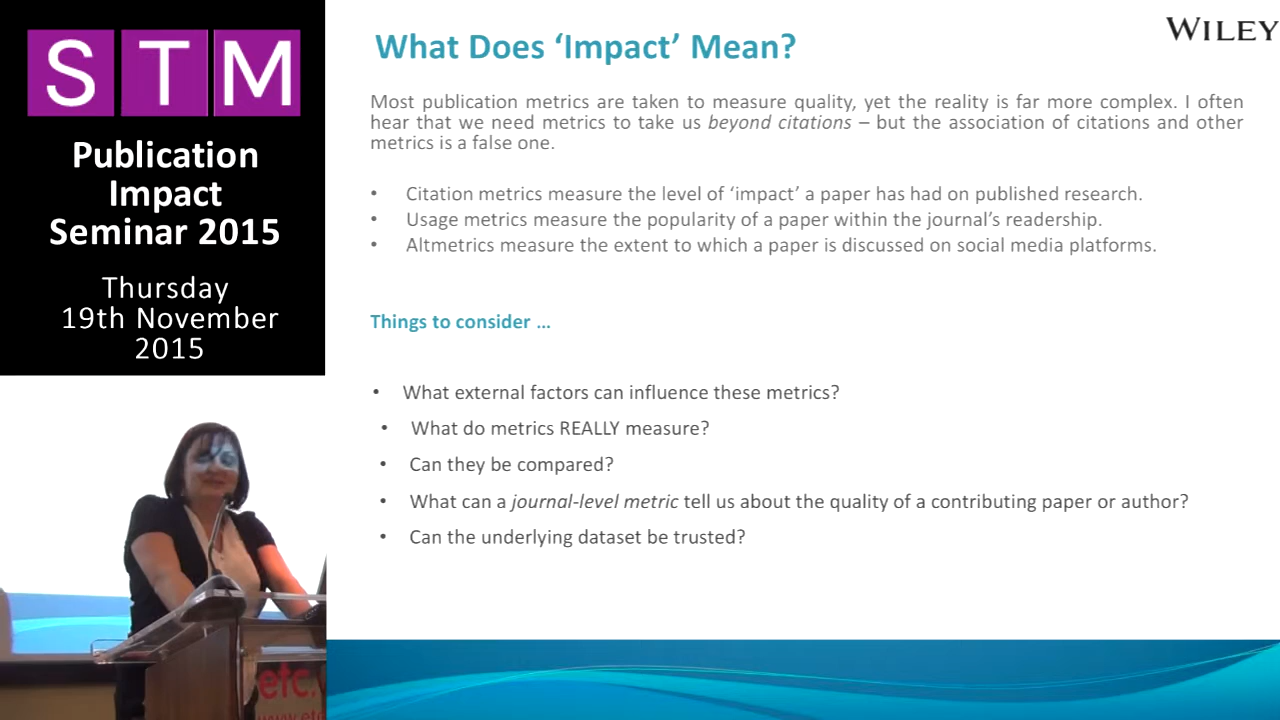 STM
Publication
Impact
Seminar 2015
Thursday
19th November
2015
WILEY
What Does ‘Impact’ Mean?
Most publication metrics are taken to measure quality, yet the reality is far more complex. I often
hear that we need metrics to take us beyond citations – but the association of citations and other
metrics is a false one.
• Citation metrics measure the level of ‘impact’ a paper has had on published research.
• Usage metrics measure the popularity of a paper within the journal’s readership.
• Altmetrics measure the extent to which a paper is discussed on social media platforms.
Things to consider …
• What external factors can influence these metrics?
• What do metrics REALLY measure?
• Can they be compared?
• What can a journal-level metric tell us about the quality of a contributing paper or author?
• Can the underlying dataset be trusted?
etc.